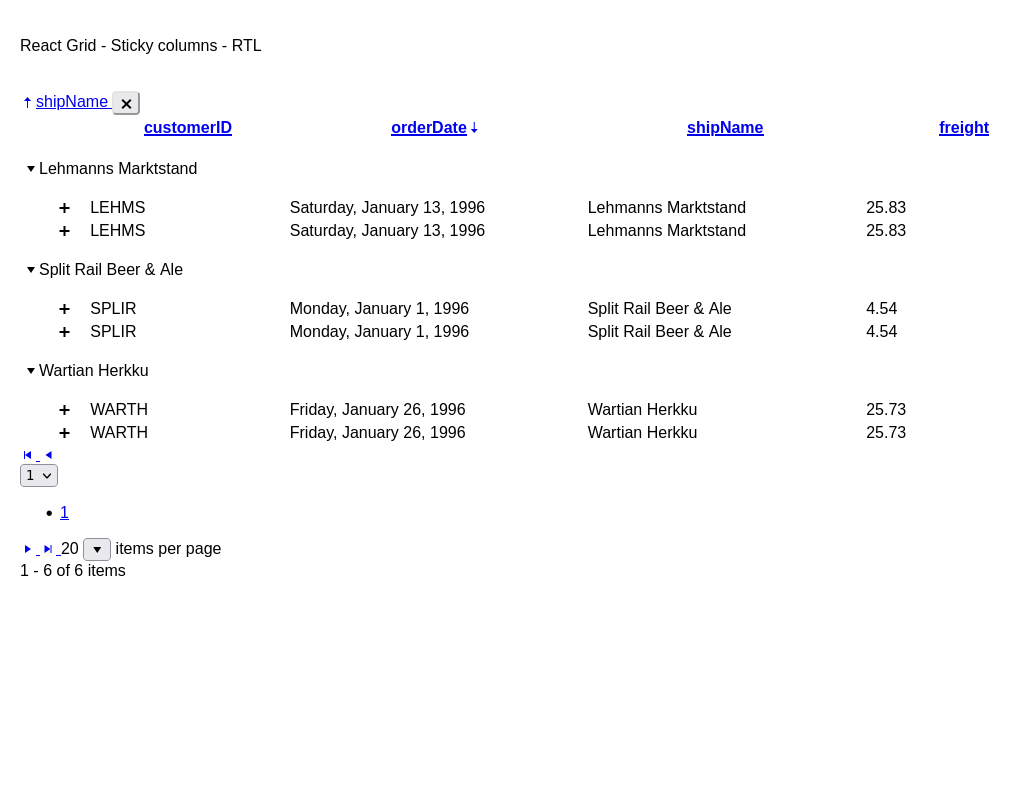 React Grid - Sticky columns - RTL
shipName
customerID orderDate shipName freight
Lehmanns Marktstand
LEHMS Saturday, January 13, 1996 Lehmanns Marktstand 25.83
LEHMS Saturday, January 13, 1996 Lehmanns Marktstand 25.83
Split Rail Beer & Ale
SPLIR Monday, January 1, 1996 Split Rail Beer & Ale 4.54
SPLIR Monday, January 1, 1996 Split Rail Beer & Ale 4.54
Wartian Herkku
WARTH Friday, January 26, 1996 Wartian Herkku 25.73
WARTH Friday, January 26, 1996 Wartian Herkku 25.73
1
1
20 items per page
1 - 6 of 6 items